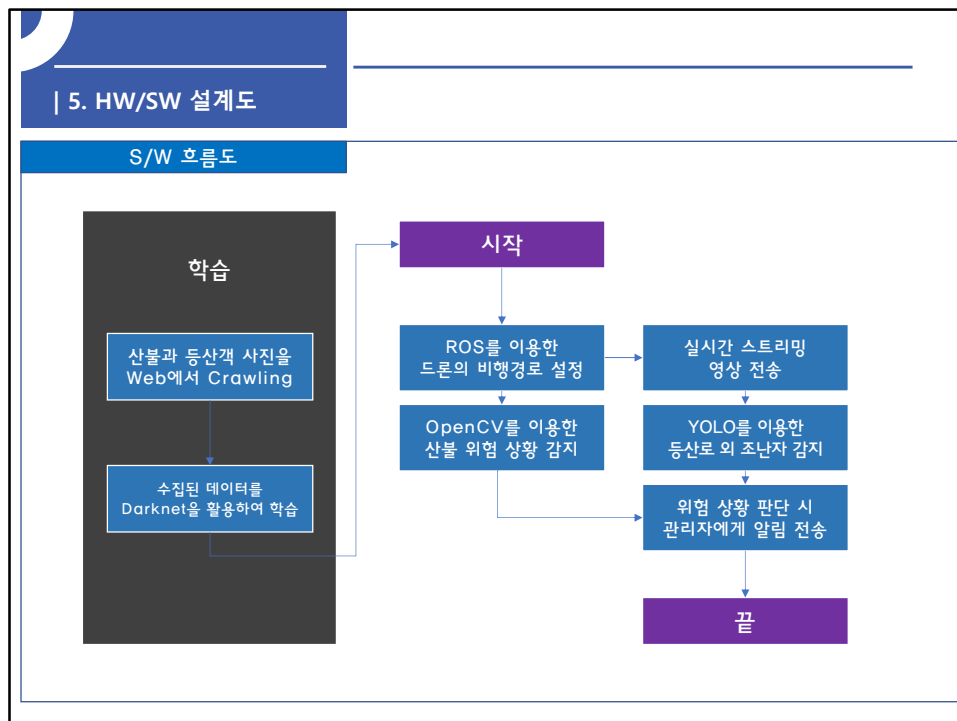 | 5. HW/SW 설계도
S/W 흐름도
학습
산불과 등산객 사진을
Web에서 Crawling
수집된 데이터를
Darknet을 활용하여 학습
시작
ROS를 이용한
드론의 비행경로 설정
OpenCV를 이용한
산불 위험 상황 감지
실시간 스트리밍
영상 전송
YOLO를 이용한
등산로 외 조난자 감지
위험 상황 판단 시
관리자에게 알림 전송
끝